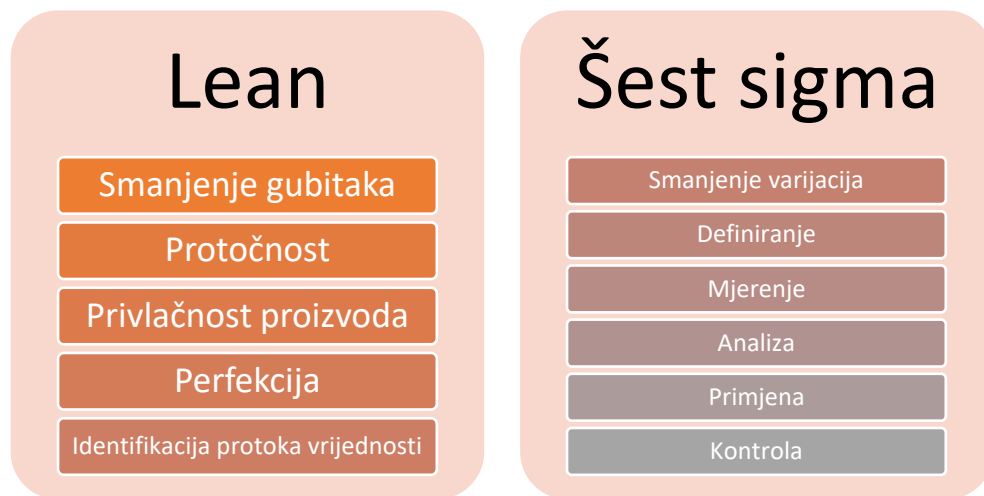 Lean
Smanjenje gubitaka
Protočnost
Privlačnost proizvoda
Perfekcija
Identifikacija protoka vrijednosti
Šest sigma
Smanjenje varijacija
Definiranje
Mjerenje
Analiza
Primjena
Kontrola